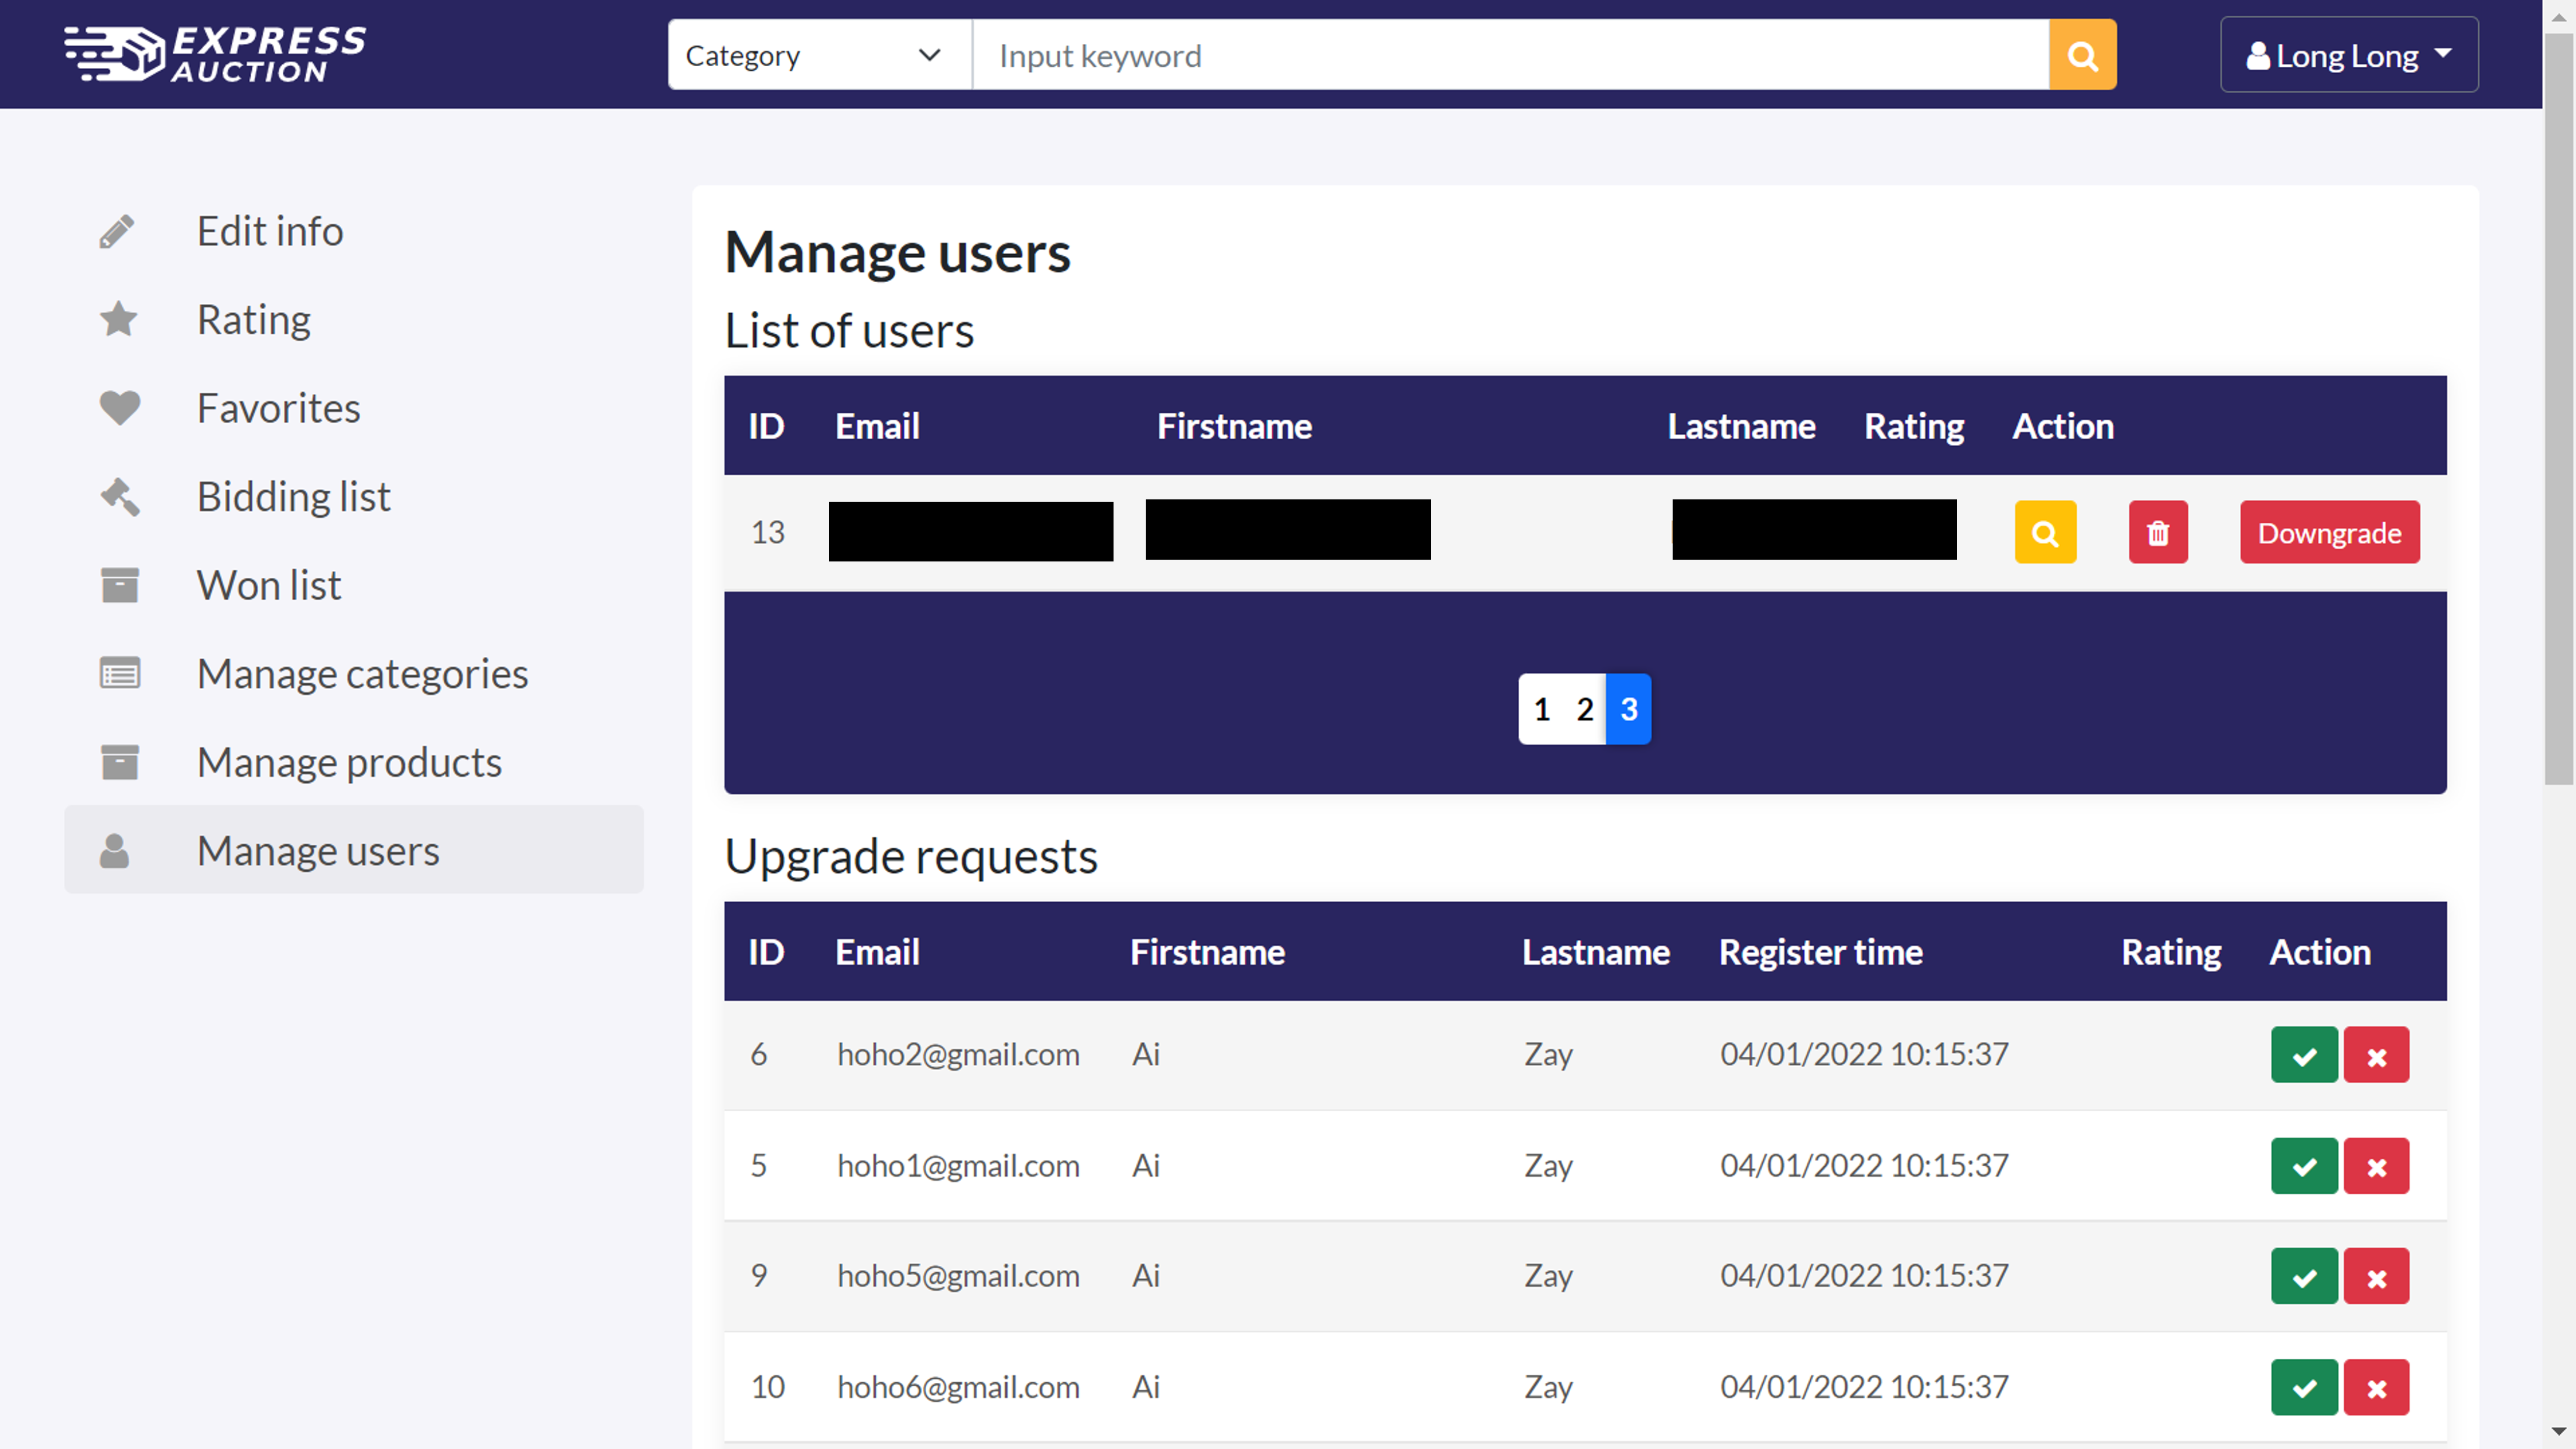 EXPRESS
AUCTION
Category
Input keyword
Long Long
Edit info
Rating
Favorites
Bidding list
Won list
Manage categories
Manage products
Manage users
Manage users
List of users
ID Email Firstname Lastname Rating Action
13 Downgrade
1 2 3
Upgrade requests
ID Email Firstname Lastname Register time Rating Action
6 hoho2@gmail.com Ai Zay 04/01/2022 10:15:37
5 hoho1@gmail.com Ai Zay 04/01/2022 10:15:37
9 hoho5@gmail.com Ai Zay 04/01/2022 10:15:37
10 hoho6@gmail.com Ai Zay 04/01/2022 10:15:37